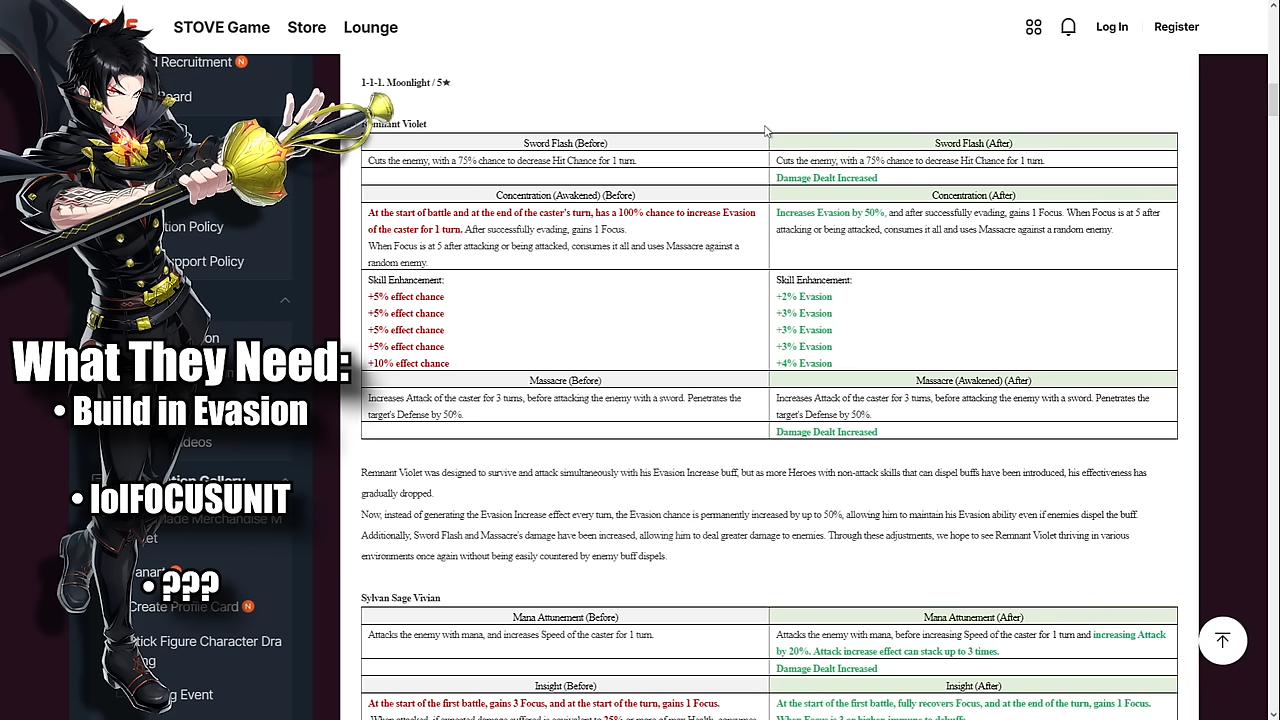 STOVE Game
Store
Lounge
Log In
Register
Recruitment N
oard
tion Policy
pport Policy
on
deos
ade Merchandise M
et
anart
Create Profile Card N
tick Figure Character Dra
g
g Event
What They Need:
• Build in Evasion
• lolFOCUSUNIT
• ???
1-1-1. Moonlight / 5★
Remnant Violet
Sword Flash (Before)
Sword Flash (After)
Cuts the enemy, with a 75% chance to decrease Hit Chance for 1 turn.
Cuts the enemy, with a 75% chance to decrease Hit Chance for 1 turn.
Damage Dealt Increased
Concentration (Awakened) (Before)
Concentration (After)
At the start of battle and at the end of the caster's turn, has a 100% chance to increase Evasion
of the caster for 1 turn. After successfully evading, gains 1 Focus.
When Focus is at 5 after attacking or being attacked, consumes it all and uses Massacre against a
random enemy.
Increases Evasion by 50%, and after successfully evading, gains 1 Focus. When Focus is at 5 after
attacking or being attacked, consumes it all and uses Massacre against a random enemy.
Skill Enhancement:
+5% effect chance
+5% effect chance
+5% effect chance
+5% effect chance
+10% effect chance
Skill Enhancement:
+2% Evasion
+3% Evasion
+3% Evasion
+3% Evasion
+4% Evasion
Massacre (Before)
Massacre (Awakened) (After)
Increases Attack of the caster for 3 turns, before attacking the enemy with a sword. Penetrates the
target's Defense by 50%.
Increases Attack of the caster for 3 turns, before attacking the enemy with a sword. Penetrates the
target's Defense by 50%.
Damage Dealt Increased
Remnant Violet was designed to survive and attack simultaneously with his Evasion Increase buff, but as more Heroes with non-attack skills that can dispel buffs have been introduced, his effectiveness has
gradually dropped.
Now, instead of generating the Evasion Increase effect every turn, the Evasion chance is permanently increased by up to 50%, allowing him to maintain his Evasion ability even if enemies dispel the buff.
Additionally, Sword Flash and Massacre's damage have been increased, allowing him to deal greater damage to enemies. Through these adjustments, we hope to see Remnant Violet thriving in various
environments once again without being easily countered by enemy buff dispels.
Sylvan Sage Vivian
Mana Attunement (Before)
Mana Attunement (After)
Attacks the enemy with mana, and increases Speed of the caster for 1 turn.
Attacks the enemy with mana, before increasing Speed of the caster for 1 turn and increasing Attack
by 20%. Attack increase effect can stack up to 3 times.
Damage Dealt Increased
Insight (Before)
Insight (After)
At the start of the first battle, gains 3 Focus, and at the start of the turn, gains 1 Focus.
At the start of the first battle, fully recovers Focus, and at the end of the turn, gains 1 Focus.